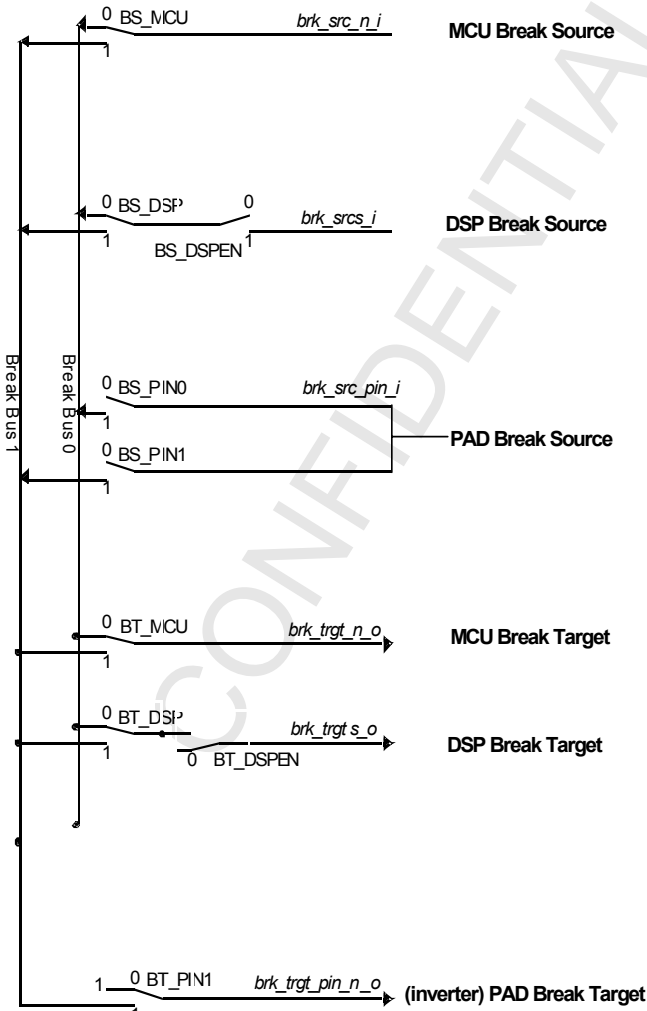 0 BS_MCU brk_src_n_i MCU Break Source
1
0 BS_DSP 0
brk_srcs_i DSP Break Source
1 BS_DSPEN 1
Break Bus 1
Break Bus 0
0 BS_PIN0 brk_src_pin_i
1
PAD Break Source
0 BS_PIN1
1
0 BT_MCU brk_trgt_n_o MCU Break Target
1
0 BT_DSP brk_trgt s_o DSP Break Target
1
0 BT_DSPEN
1 0 BT_PIN1 brk_trgt_pin_n_o (inverter) PAD Break Target
CONFIDENTIAL